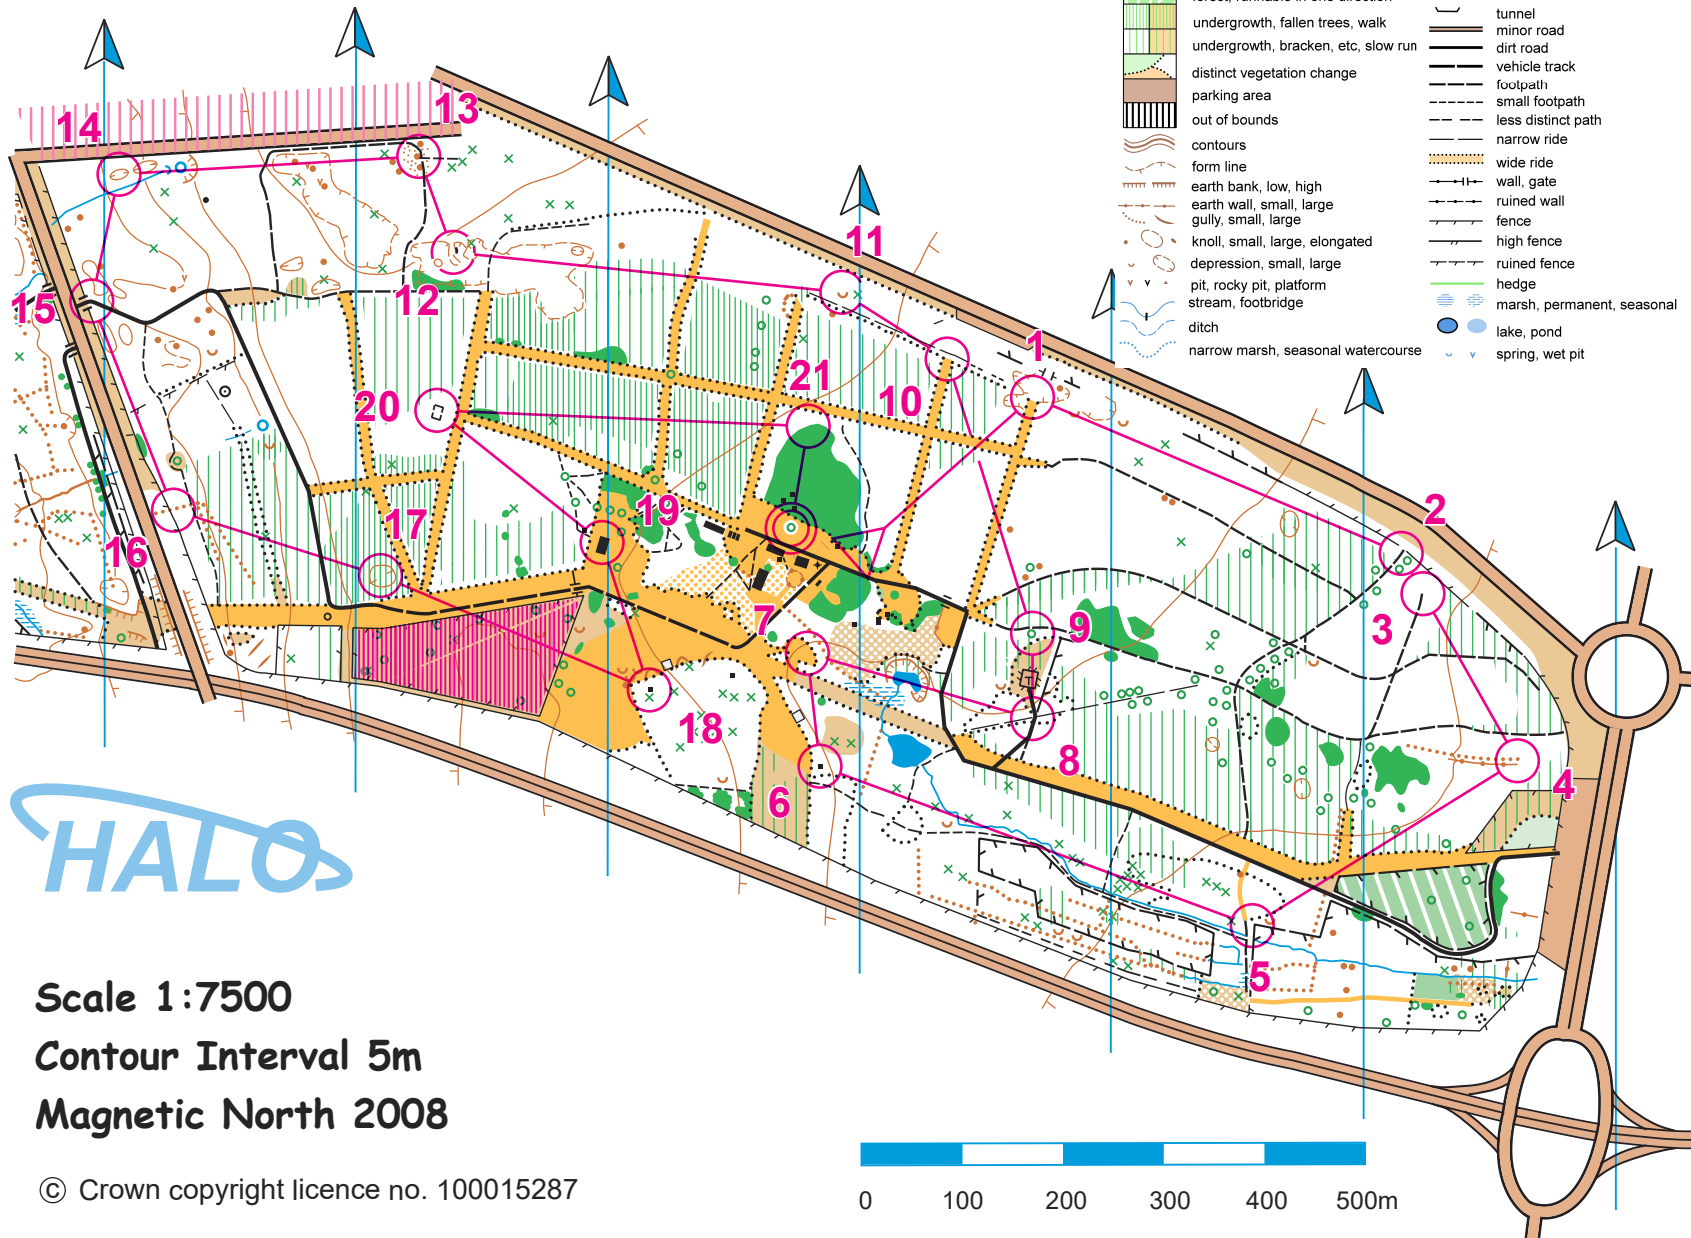 undergrowth, fallen trees, walk
undergrowth, bracken, etc, slow run
distinct vegetation change
parking area
out of bounds
contours
form line
earth bank, low, high
earth wall, small, large
gully, small, large
knoll, small, large, elongated
depression, small, large
pit, rocky pit, platform
stream, footbridge
ditch
narrow marsh, seasonal watercourse
tunnel
minor road
dirt road
vehicle track
footpath
small footpath
less distinct path
narrow ride
wide ride
wall, gate
ruined wall
fence
high fence
ruined fence
hedge
marsh, permanent, seasonal
lake, pond
spring, wet pit
13
14
11
12
15
1
21
20
10
2
19
17
16
7
9
3
18
8
6
4
5
HALO
Scale 1:7500
Contour Interval 5m
Magnetic North 2008
© Crown copyright licence no. 100015287
0 100 200 300 400 500m